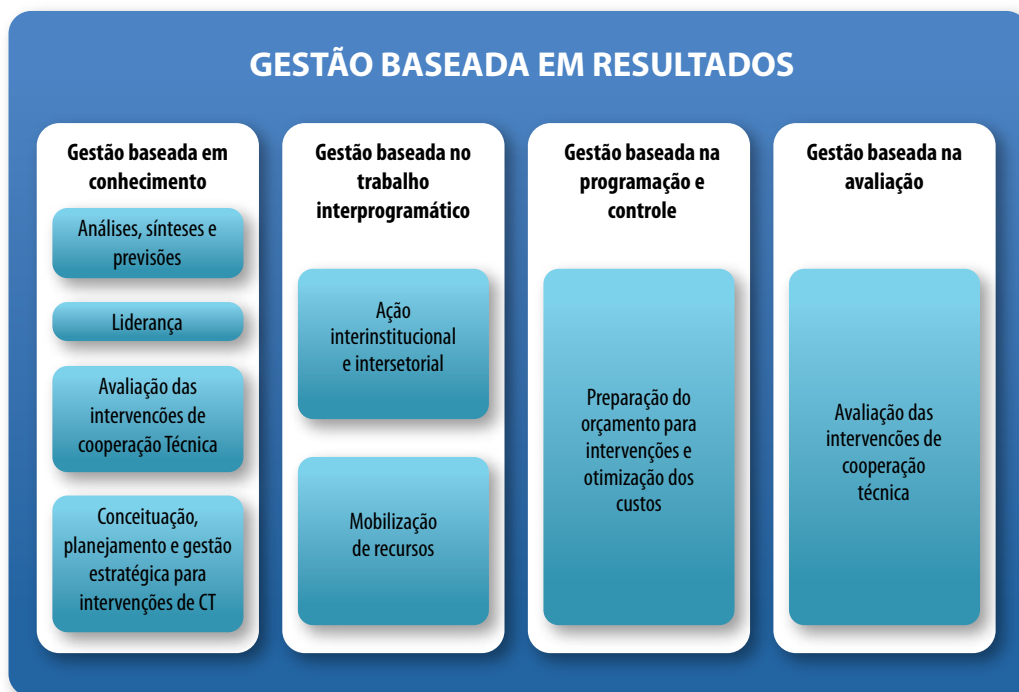 GESTÃO BASEADA EM RESULTADOS
Gestão baseada em
conhecimento
Análises, sínteses e
previsões
Liderança
Avaliação das
intervencões de
cooperação Técnica
Conceituação,
planejamento e gestão
estratégica para
intervenções de CT
Gestão baseada no
trabalho
interprogramático
Ação
interinstitucional
e intersetorial
Mobilização
de recursos
Gestão baseada na
programação e
controle
Preparação do
orçamento para
intervenções e
otimização dos
custos
Gestão baseada na
avaliação
Avaliação das
intervencões de
cooperação
técnica